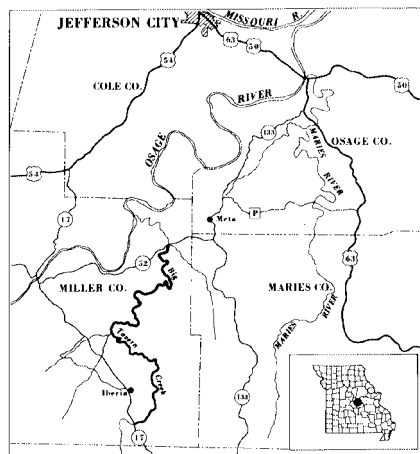 JEFFERSON CITY
MISSOURI R.
63
50
54
COLE CO.
RIVER
50
OSAGE
133
MARIES
OSAGE CO.
RIVER
54
17
Meta
P
52
Big
63
MILLER CO.
MARIES CO.
MARIES RIVER
Tavern
Creek
Iberia
133
17